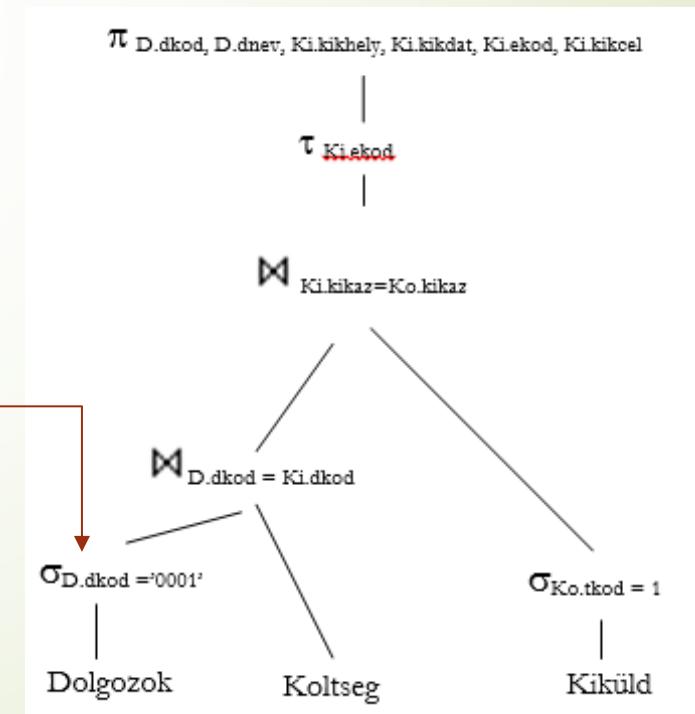 π D.dkod, D.dnev, Ki.kikhely, Ki.kikdat, Ki.ekod, Ki.kikcel
τ Ki.ekod
⋈ Ki.kikaz=Ko.kikaz
⋈ D.dkod = Ki.dkod
σD.dkod ='0001'
σKo.tkod = 1
Dolgozok
Koltseg
Kiküld